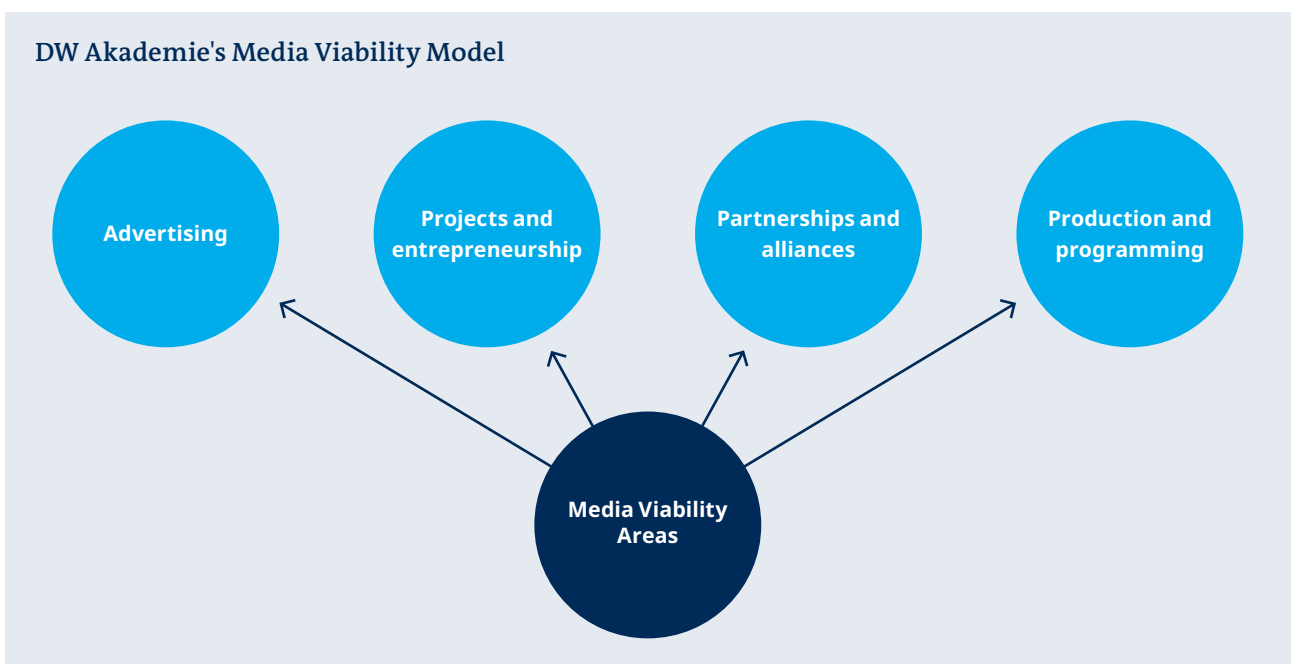 DW Akademie's Media Viability Model
Advertising
Projects and
entrepreneurship
Partnerships and
alliances
Production and
programming
Media Viability
Areas